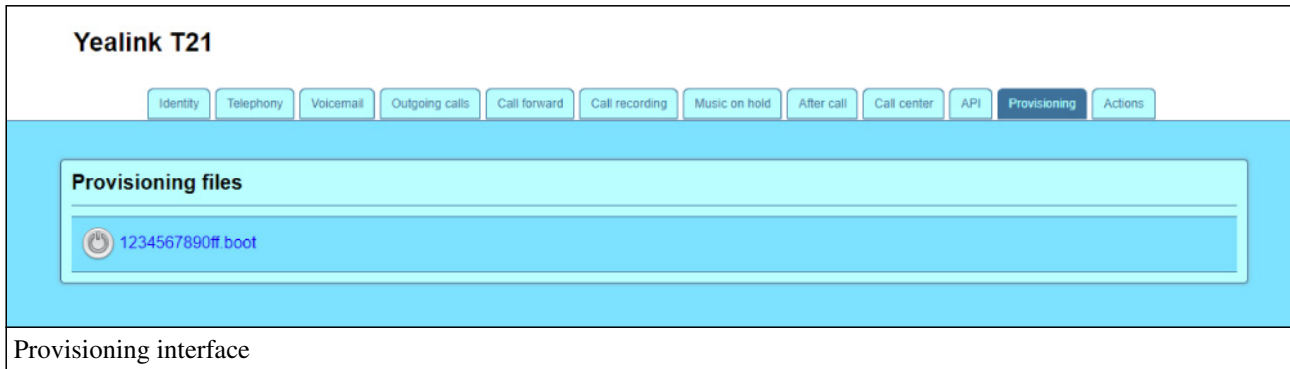 Yealink T21
Identity Telephony Voicemail Outgoing calls Call forward Call recording Music on hold After call Call center API Provisioning Actions
Provisioning files
1234567890ff.boot
Provisioning interface